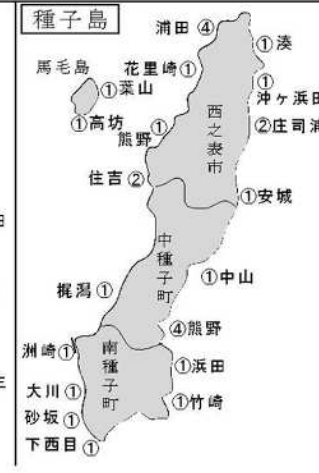 種子島
浦田④
①湊
馬毛島
花里崎①
①葉山
①
沖ヶ浜田
①高坊
熊野①
②庄司浦
西之表市
住吉②
①安城
中種子町
①中山
梶潟①
④熊野
洲崎①
南種子町
①浜田
大川①
①竹崎
砂坂①
下西目①